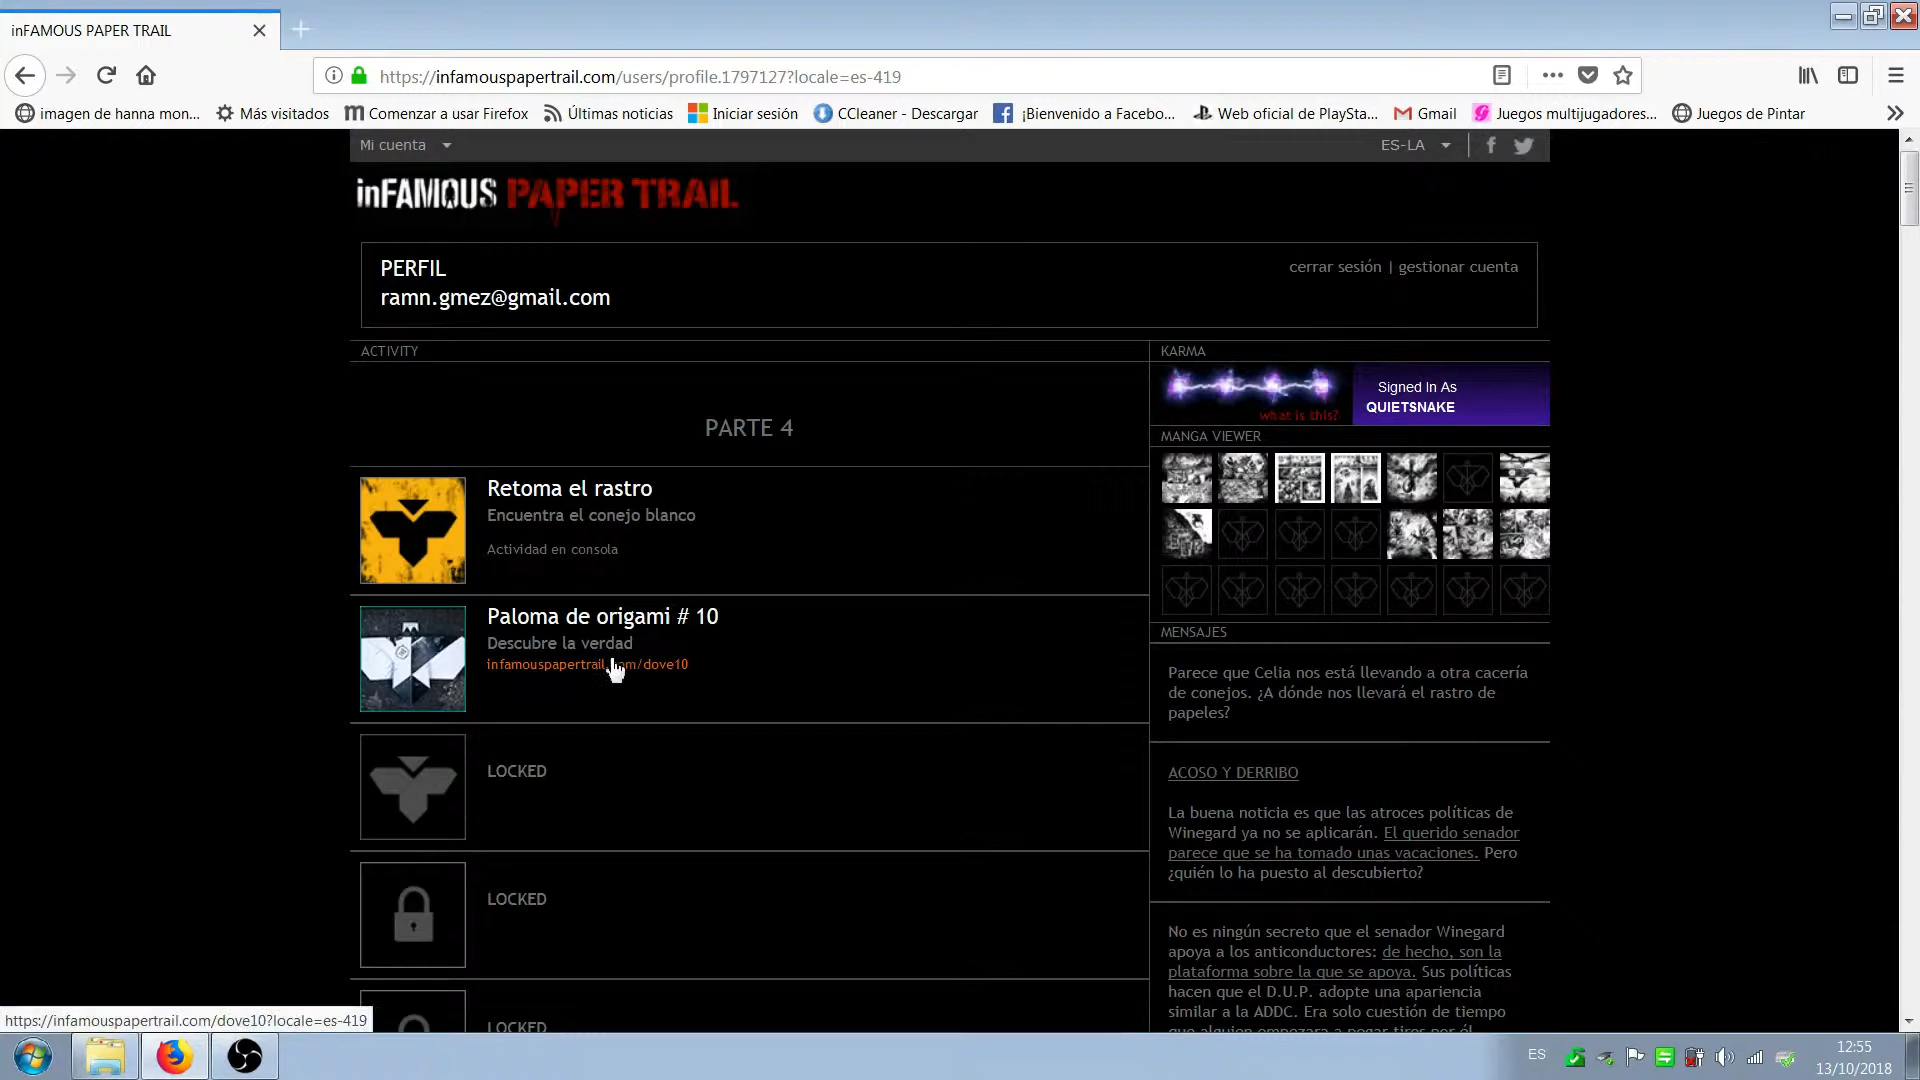 inFAMOUS PAPER TRAIL
https://infamouspapertrail.com/users/profile.1797127?locale=es-419
imagen de hanna mon... Más visitados Comenzar a usar Firefox Últimas noticias Iniciar sesión CCleaner - Descargar ¡Bienvenido a Facebo... Web oficial de PlaySta... Gmail Juegos multijugadores... Juegos de Pintar
Mi cuenta ES-LA
inFAMOUS PAPER TRAIL
PERFIL
cerrar sesión | gestionar cuenta
ramn.gmez@gmail.com
ACTIVITY
PARTE 4
Retoma el rastro
Encuentra el conejo blanco
Actividad en consola
Paloma de origami # 10
Descubre la verdad
infamouspapertrail.com/dove10
LOCKED
LOCKED
LOCKED
KARMA
what is this?
Signed In As
QUIETSNAKE
MANGA VIEWER
MENSAJES
Parece que Celia nos está llevando a otra cacería
de conejos. ¿A dónde nos llevará el rastro de
papeles?
ACOSO Y DERRIBO
La buena noticia es que las atroces políticas de
Winegard ya no se aplicarán. El querido senador
parece que se ha tomado unas vacaciones. Pero
¿quién lo ha puesto al descubierto?
No es ningún secreto que el senador Winegard
apoya a los anticonductores: de hecho, son la
plataforma sobre la que se apoya. Sus políticas
hacen que el D.U.P. adopte una apariencia
similar a la ADDC. Era solo cuestión de tiempo
que alguien empezara a pegar tiros por él
https://infamouspapertrail.com/dove10?locale=es-419
ES
12:55
13/10/2018